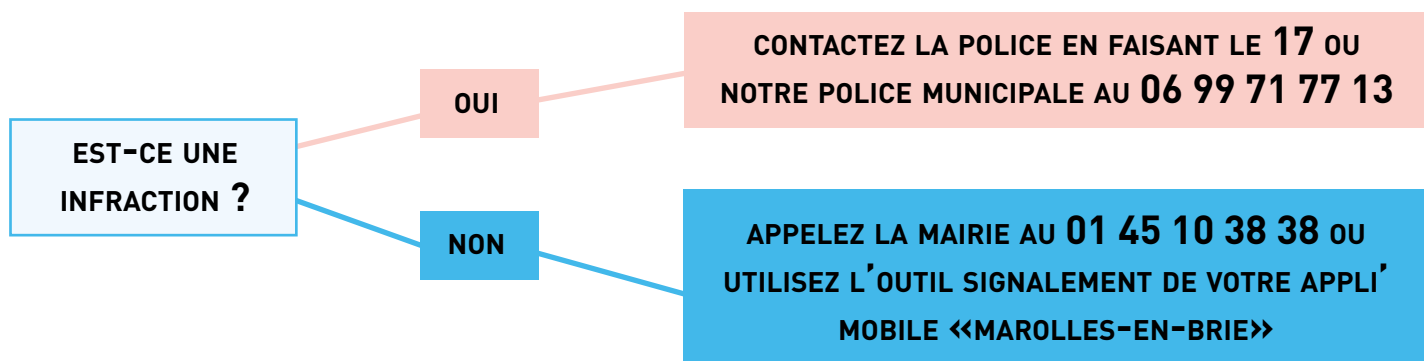 EST-CE UNE
INFRACTION ?
OUI
CONTACTEZ LA POLICE EN FAISANT LE 17 OU
NOTRE POLICE MUNICIPALE AU 06 99 71 77 13
NON
APPELEZ LA MAIRIE AU 01 45 10 38 38 OU
UTILISEZ L'OUTIL SIGNALEMENT DE VOTRE APPLI'
MOBILE «MAROLLES-EN-BRIE»